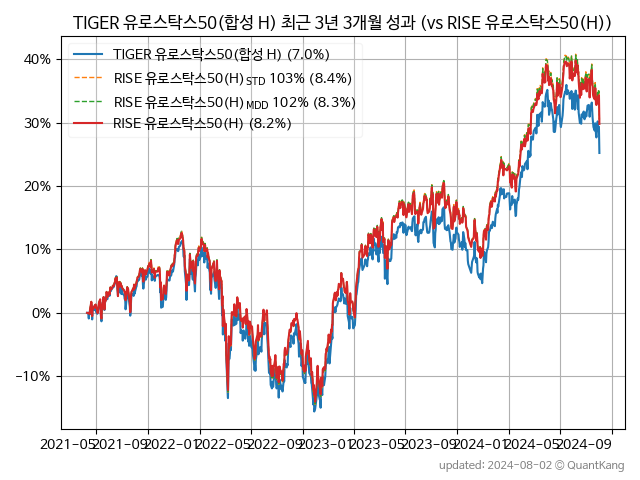 TIGER 유로스탁스50(합성 H) 최근 3년 3개월 성과 (vs RISE 유로스탁스50(H))
TIGER 유로스탁스50(합성 H) (7.0%)
RISE 유로스탁스50(H) STD 103% (8.4%)
RISE 유로스탁스50(H) MDD 102% (8.3%)
RISE 유로스탁스50(H) (8.2%)
40%
30%
20%
10%
0%
−10%
2021-05 2021-09 2022-01 2022-05 2022-09 2023-01 2023-05 2023-09 2024-01 2024-05 2024-09
updated: 2024-08-02 © QuantKang